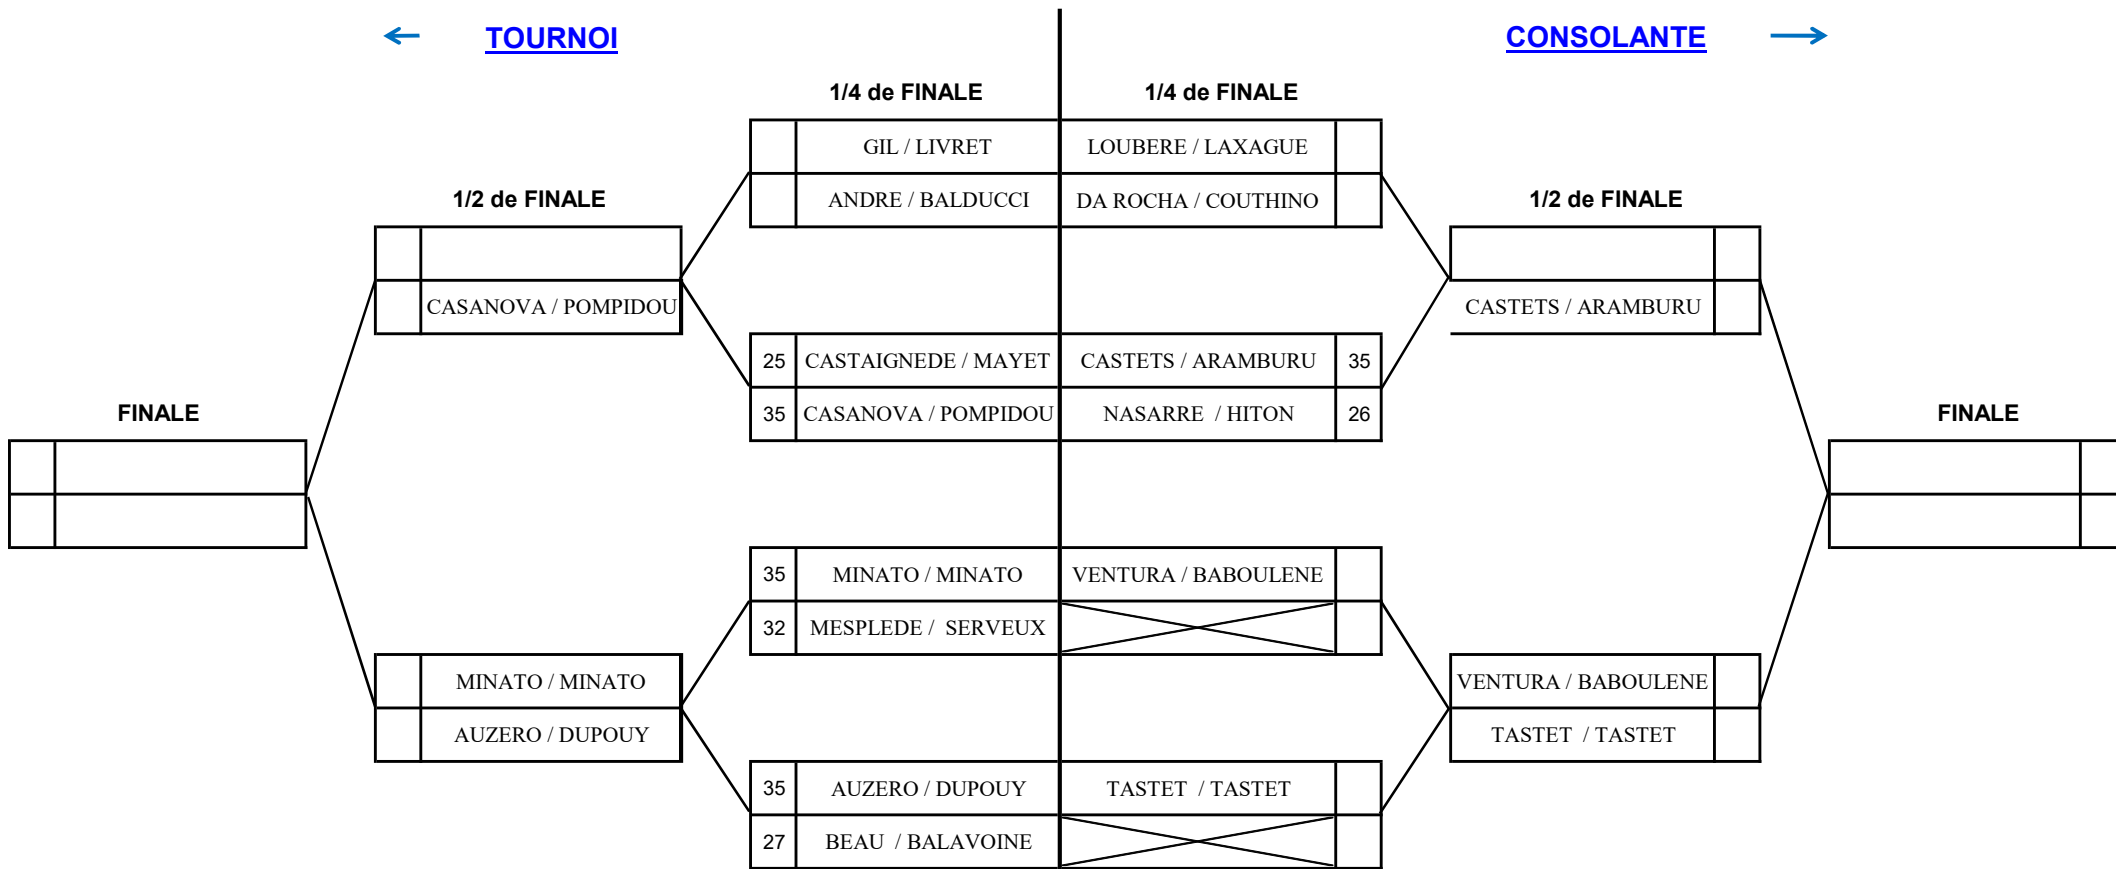 TOURNOI
CONSOLANTE
1/4 de FINALE
1/4 de FINALE
GIL / LIVRET
LOUBERE / LAXAGUE
1/2 de FINALE
ANDRE / BALDUCCI
DA ROCHA / COUTHINO
1/2 de FINALE
CASANOVA / POMPIDOU
CASTETS / ARAMBURU
25 CASTAIGNEDE / MAYET
CASTETS / ARAMBURU 35
FINALE
35 CASANOVA / POMPIDOU
NASARRE / HITON 26
FINALE
35 MINATO / MINATO
VENTURA / BABOULENE
32 MESPLEDE / SERVEUX
MINATO / MINATO
VENTURA / BABOULENE
AUZERO / DUPOUY
TASTET / TASTET
35 AUZERO / DUPOUY
TASTET / TASTET
27 BEAU / BALAVOINE